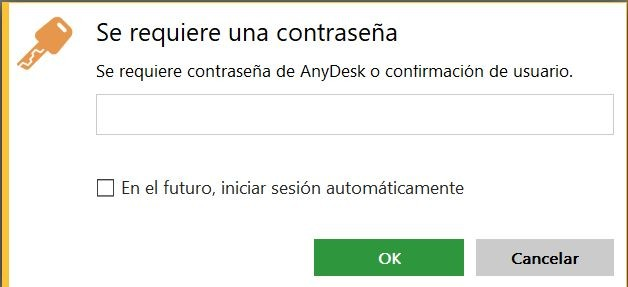 Se requiere una contraseña
Se requiere contraseña de AnyDesk o confirmación de usuario.
En el futuro, iniciar sesión automáticamente
OK
Cancelar